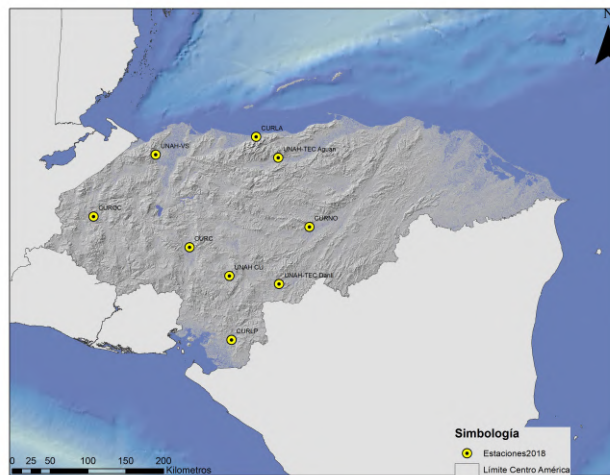 N
CURLA
UNAH-VS
UNAH-TEC Aguan
CUROC
CURNO
CURC
UNAH CU
UNAH-TEC Danli
CURLP
Simbología
Estaciones2018
Límite Centro América
0 25 50 100 150 200
Kilometros